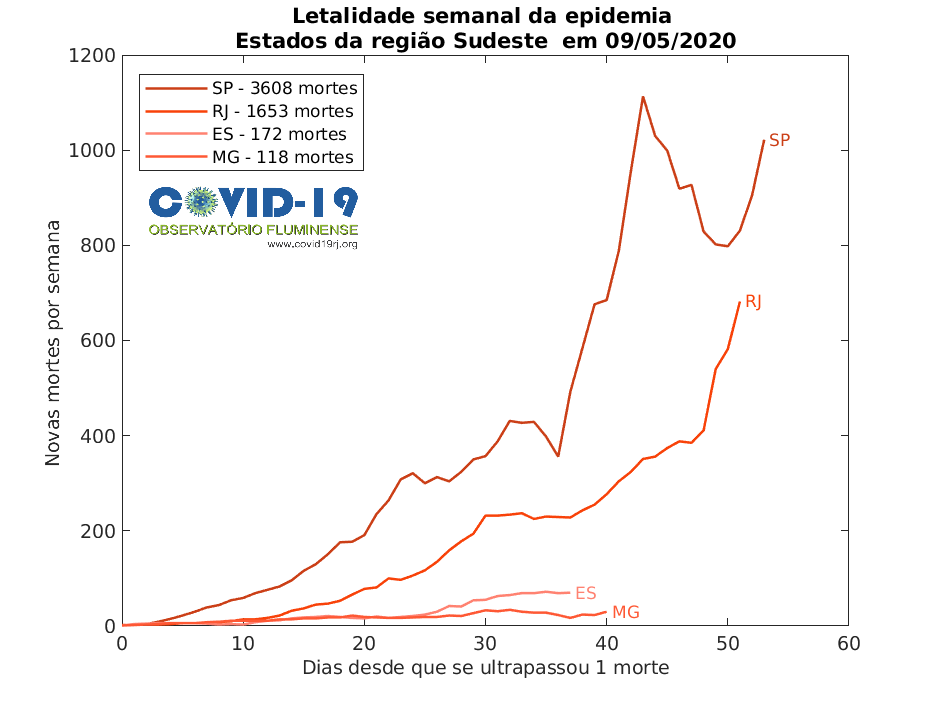 Letalidade semanal da epidemia
Estados da região Sudeste em 09/05/2020
1200
1000
800
600
400
200
0
Novas mortes por semana
SP - 3608 mortes
RJ - 1653 mortes
ES - 172 mortes
MG - 118 mortes
COVID-19
OBSERVATÓRIO FLUMINENSE
www.covid19rj.org
SP
RJ
ES
MG
0 10 20 30 40 50 60
Dias desde que se ultrapassou 1 morte